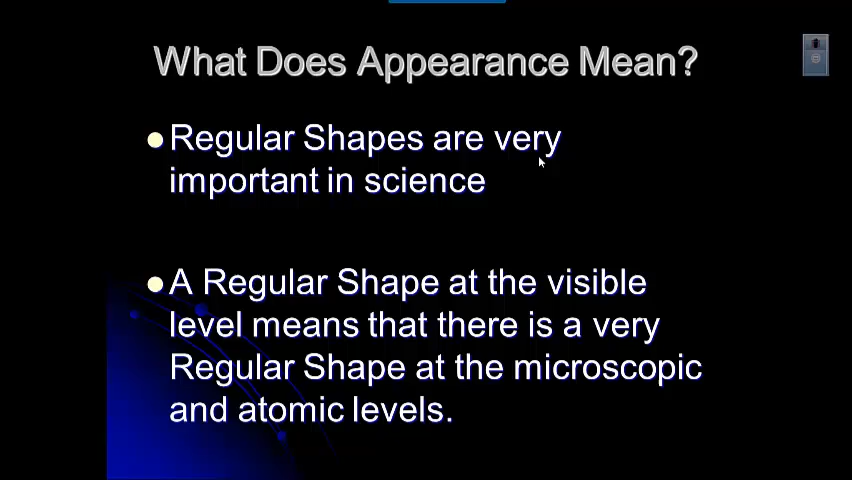 What Does Appearance Mean?
Regular Shapes are very
important in science
A Regular Shape at the visible
level means that there is a very
Regular Shape at the microscopic
and atomic levels.